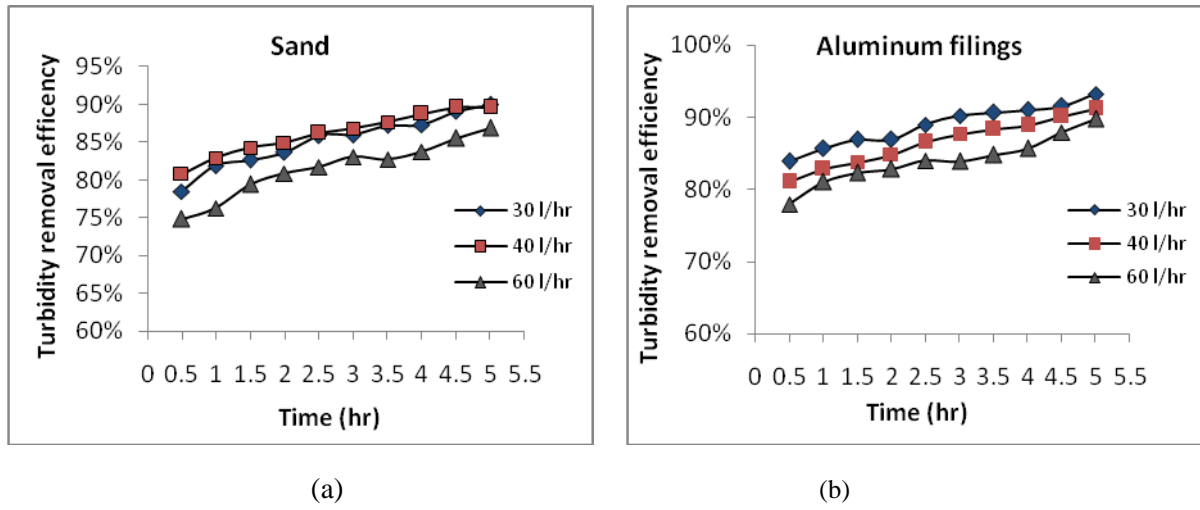 Sand
95%
90%
85%
80%
75%
70%
65%
60%
Turbidity removal efficency
30 l/hr
40 l/hr
60 l/hr
0 0.5 1 1.5 2 2.5 3 3.5 4 4.5 5 5.5
Time (hr)
(a)
Aluminum filings
100%
90%
80%
70%
60%
Turbidity removal efficiency
30 l/hr
40 l/hr
60 l/hr
0 0.5 1 1.5 2 2.5 3 3.5 4 4.5 5 5.5
Time (hr)
(b)